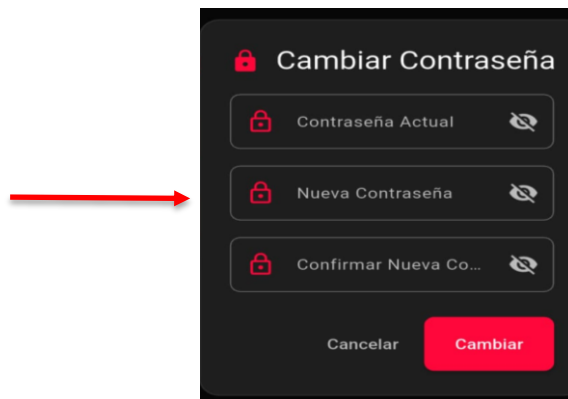 Cambiar Contraseña
Contraseña Actual
Nueva Contraseña
Confirmar Nueva Co...
Cancelar
Cambiar